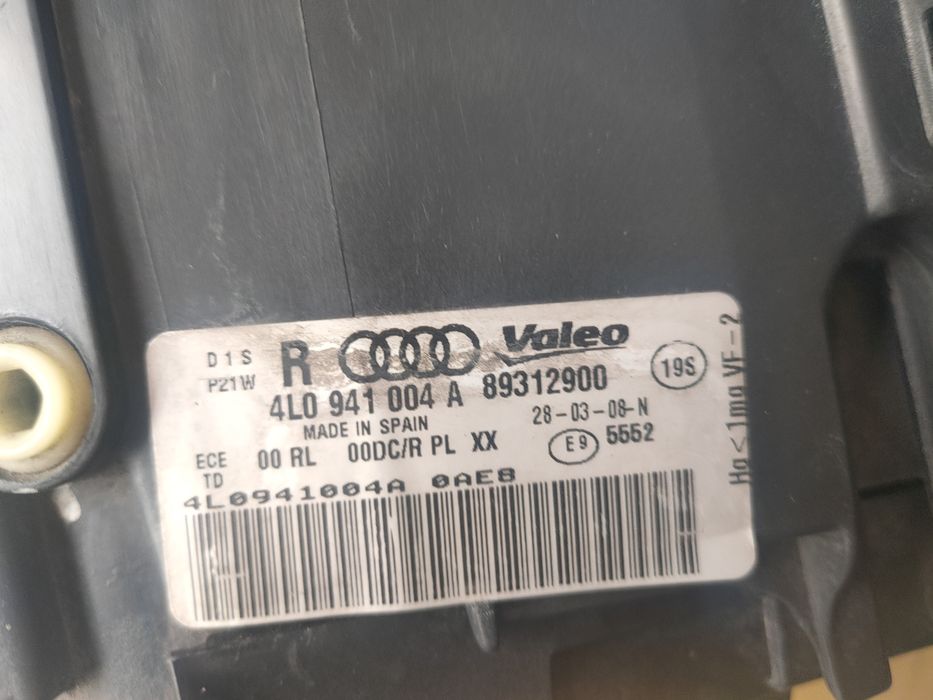 D1S R Valeo
P21W 4L0 941 004 A 89312900 19S
MADE IN SPAIN 28-03-08-N
ECE 00 RL 00DC/R PL XX E9 5552
TD
4L0941004A 0AE8
Hg<1mg VF-2